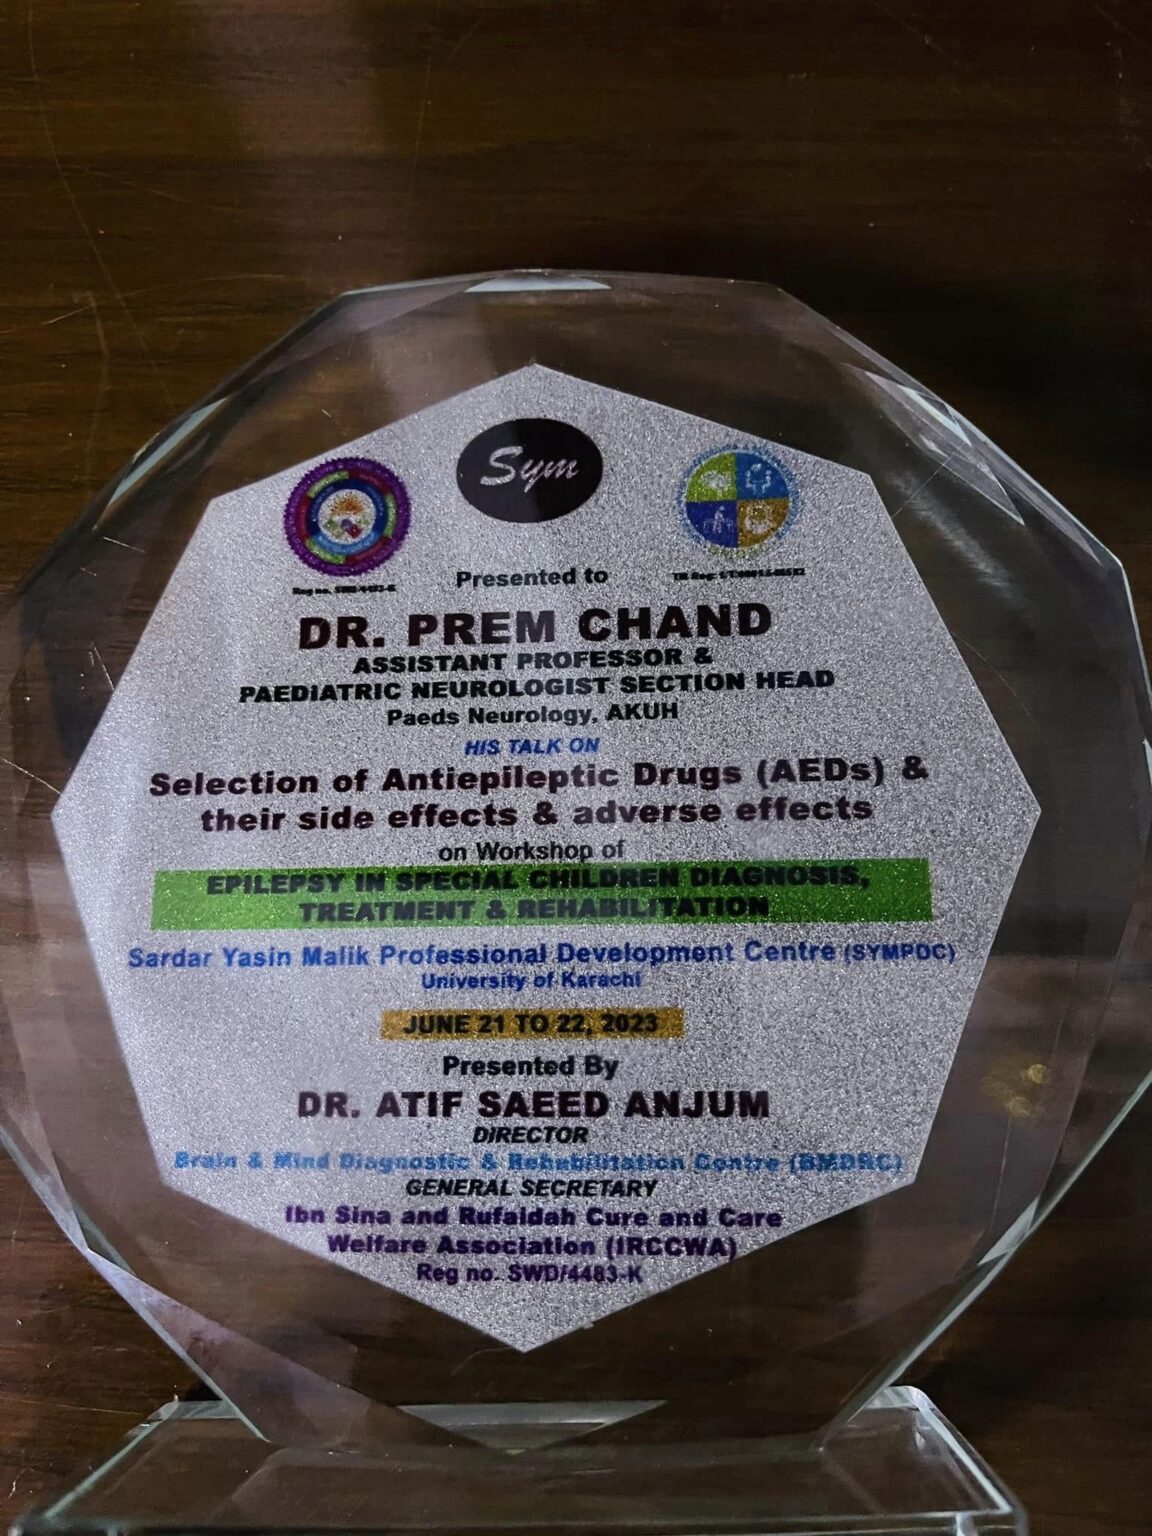 Sym
Reg no. SWD/4483-K
Presented to
DR. PREM CHAND
ASSISTANT PROFESSOR &
PAEDIATRIC NEUROLOGIST SECTION HEAD
Paeds Neurology, AKUH
HIS TALK ON
Selection of Antiepileptic Drugs (AEDs) &
their side effects & adverse effects
on Workshop of
EPILEPSY IN SPECIAL CHILDREN DIAGNOSIS,
TREATMENT & REHABILITATION
Sardar Yasin Malik Professional Development Centre (SYMPDC)
University of Karachi
JUNE 21 TO 22, 2023
Presented By
DR. ATIF SAEED ANJUM
DIRECTOR
Brain & Mind Diagnostic & Rehabilitation Centre (BMDRC)
GENERAL SECRETARY
Ibn Sina and Rufaidah Cure and Care
Welfare Association (IRCCWA)
Reg no. SWD/4483-K